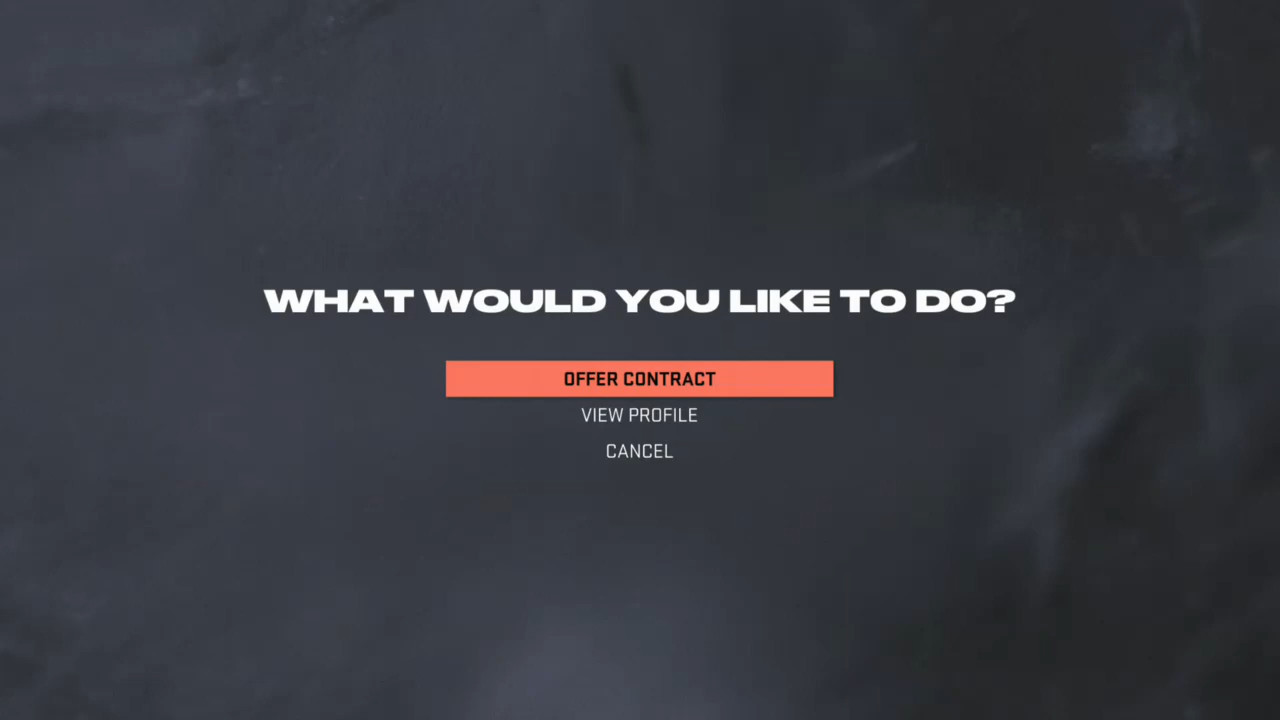 WHAT WOULD YOU LIKE TO DO?
OFFER CONTRACT
VIEW PROFILE
CANCEL